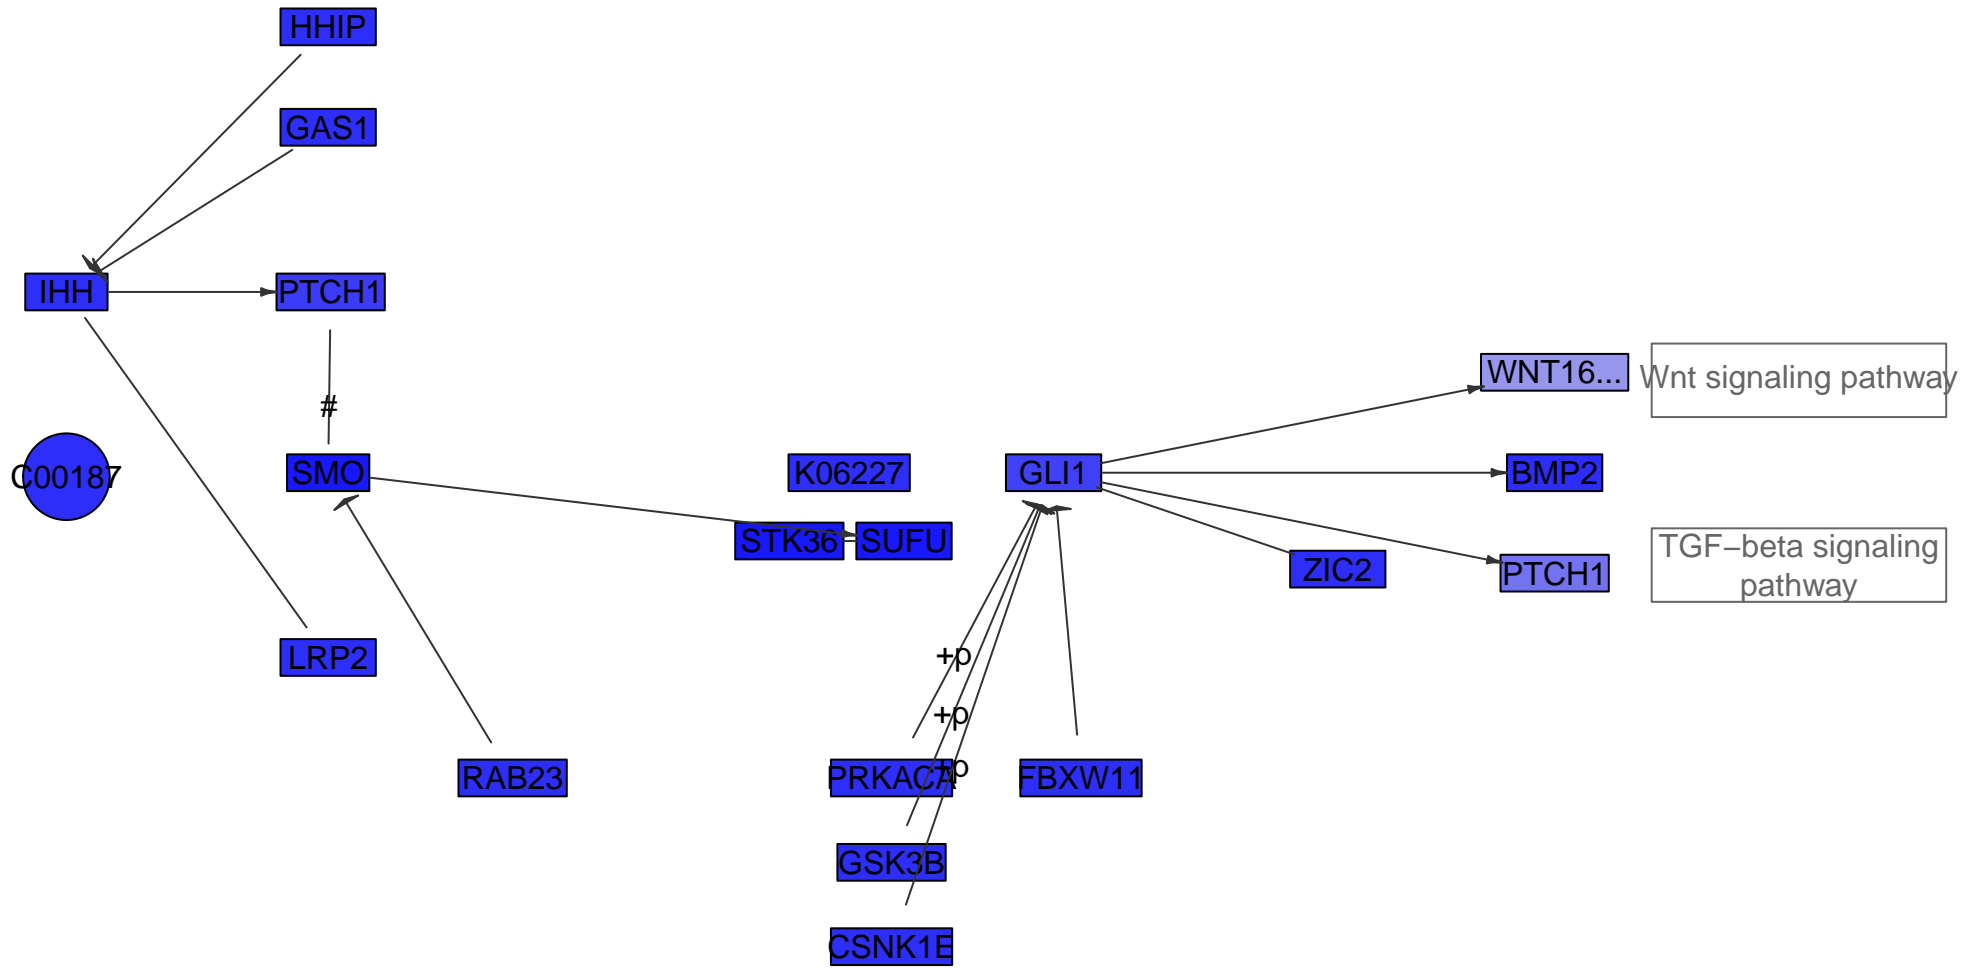 HHIP
GAS1
IHH
PTCH1
WNT16...
Wnt signaling pathway
#
C00187
SMO
K06227
GLI1
BMP2
STK36
SUFU
ZIC2
PTCH1
TGF−beta signaling
pathway
LRP2
+p
+p
+p
RAB23
PRKACA
FBXW11
GSK3B
CSNK1E